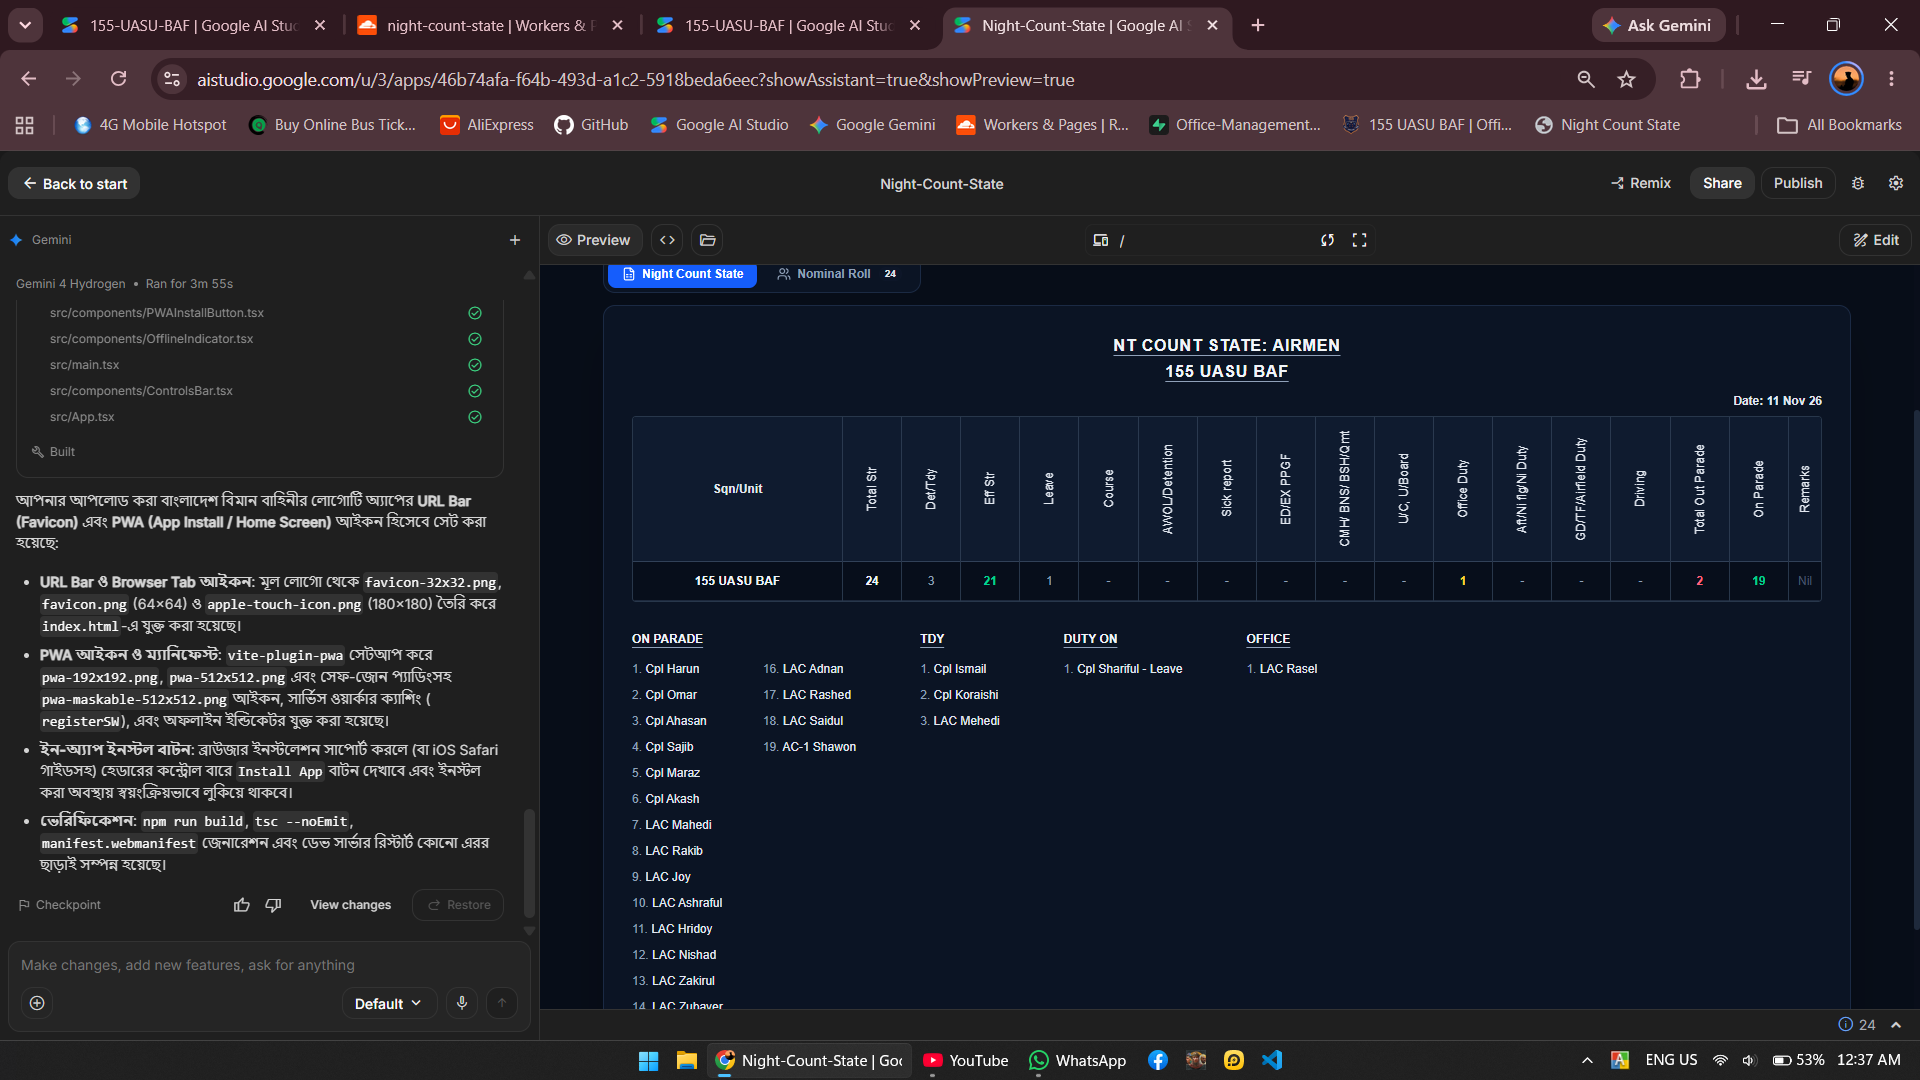 155-UASU-BAF | Google AI Stud
night-count-state | Workers & P
155-UASU-BAF | Google AI Stud
Night-Count-State | Google AI S
Ask Gemini
aistudio.google.com/u/3/apps/46b74afa-f64b-493d-a1c2-5918beda6eec?showAssistant=true&showPreview=true
4G Mobile Hotspot
Buy Online Bus Tick...
AliExpress
GitHub
Google AI Studio
Google Gemini
Workers & Pages | R...
Office-Management...
155 UASU BAF | Offi...
Night Count State
All Bookmarks
Back to start
Night-Count-State
Remix
Share
Publish
Gemini
Preview
/
Edit
Gemini 4 Hydrogen • Ran for 3m 55s
src/components/PWAInstallButton.tsx
src/components/OfflineIndicator.tsx
src/main.tsx
src/components/ControlsBar.tsx
src/App.tsx
Built
আপনার আপলোড করা বাংলাদেশ বিমান বাহিনীর লোগোটি অ্যাপের URL Bar
(Favicon) এবং PWA (App Install / Home Screen) আইকন হিসেবে সেট করা
হয়েছে:
• URL Bar ও Browser Tab আইকন: মূল লোগো থেকে favicon-32x32.png,
favicon.png (64×64) ও apple-touch-icon.png (180×180) তৈরি করে
index.html-এ যুক্ত করা হয়েছে।
• PWA আইকন ও ম্যানিফেস্ট: vite-plugin-pwa সেটআপ করে
pwa-192x192.png, pwa-512x512.png এবং সেফ-জোন প্যাডিংসহ
pwa-maskable-512x512.png আইকন, সার্ভিস ওয়ার্কার ক্যাশিং (
registerSW), এবং অফলাইন ইন্ডিকেটর যুক্ত করা হয়েছে।
• ইন-অ্যাপ ইনস্টল বাটন: ব্রাউজার ইনস্টলেশন সাপোর্ট করলে (বা iOS Safari
গাইডসহ) হেডারের কন্ট্রোল বারে Install App বাটন দেখাবে এবং ইনস্টল
করা অবস্থায় স্বয়ংক্রিয়ভাবে লুকিয়ে থাকবে।
• ভেরিফিকেশন: npm run build, tsc --noEmit,
manifest.webmanifest জেনারেশন এবং ডেভ সার্ভার রিস্টার্ট কোনো এরর
ছাড়াই সম্পন্ন হয়েছে।
Checkpoint
View changes
Restore
Make changes, add new features, ask for anything
Default
Night Count State
Nominal Roll 24
NT COUNT STATE: AIRMEN
155 UASU BAF
Date: 11 Nov 26
Sqn/Unit
Total Str
Det/Tdy
Eff Str
Leave
Course
AWOL/Detention
Sick report
ED/EX PPGF
CMH/ BNS/ BSH/Qrnt
U/C, U/Board
Office Duty
Aft/Ni flg/Ni Duty
GD/TF/Airfield Duty
Driving
Total Out Parade
On Parade
Remarks
155 UASU BAF 24 3 21 1 - - - - - - 1 - - - 2 19 Nil
ON PARADE
1. Cpl Harun
2. Cpl Omar
3. Cpl Ahasan
4. Cpl Sajib
5. Cpl Maraz
6. Cpl Akash
7. LAC Mahedi
8. LAC Rakib
9. LAC Joy
10. LAC Ashraful
11. LAC Hridoy
12. LAC Nishad
13. LAC Zakirul
14. LAC Zubayer
16. LAC Adnan
17. LAC Rashed
18. LAC Saidul
19. AC-1 Shawon
TDY
1. Cpl Ismail
2. Cpl Koraishi
3. LAC Mehedi
DUTY ON
1. Cpl Shariful - Leave
OFFICE
1. LAC Rasel
24
Night-Count-State | Goo
YouTube
WhatsApp
ENG US
53%
12:37 AM